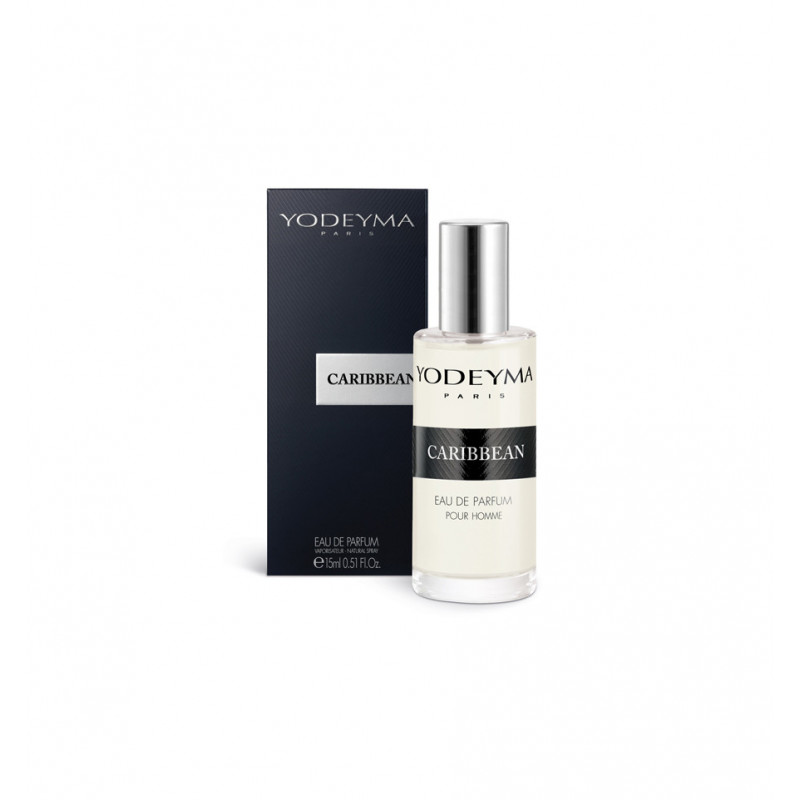 YODEYMA
PARIS
CARIBBEAN
EAU DE PARFUM
VAPORISATEUR - NATURAL SPRAY
℮15ml 0.51 Fl.Oz.
YODEYMA
PARIS
CARIBBEAN
EAU DE PARFUM
POUR HOMME